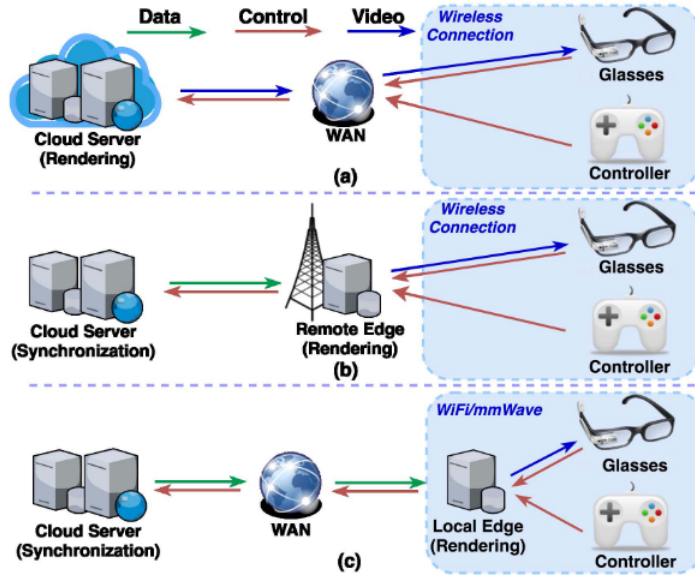 Data Control Video Wireless
Connection
Glasses
Cloud Server
(Rendering)
WAN
Controller
(a)
Wireless
Connection
Glasses
Cloud Server
(Synchronization)
Remote Edge
(Rendering)
Controller
(b)
WiFi/mmWave
Glasses
Cloud Server
(Synchronization)
WAN
Local Edge
(Rendering)
Controller
(c)